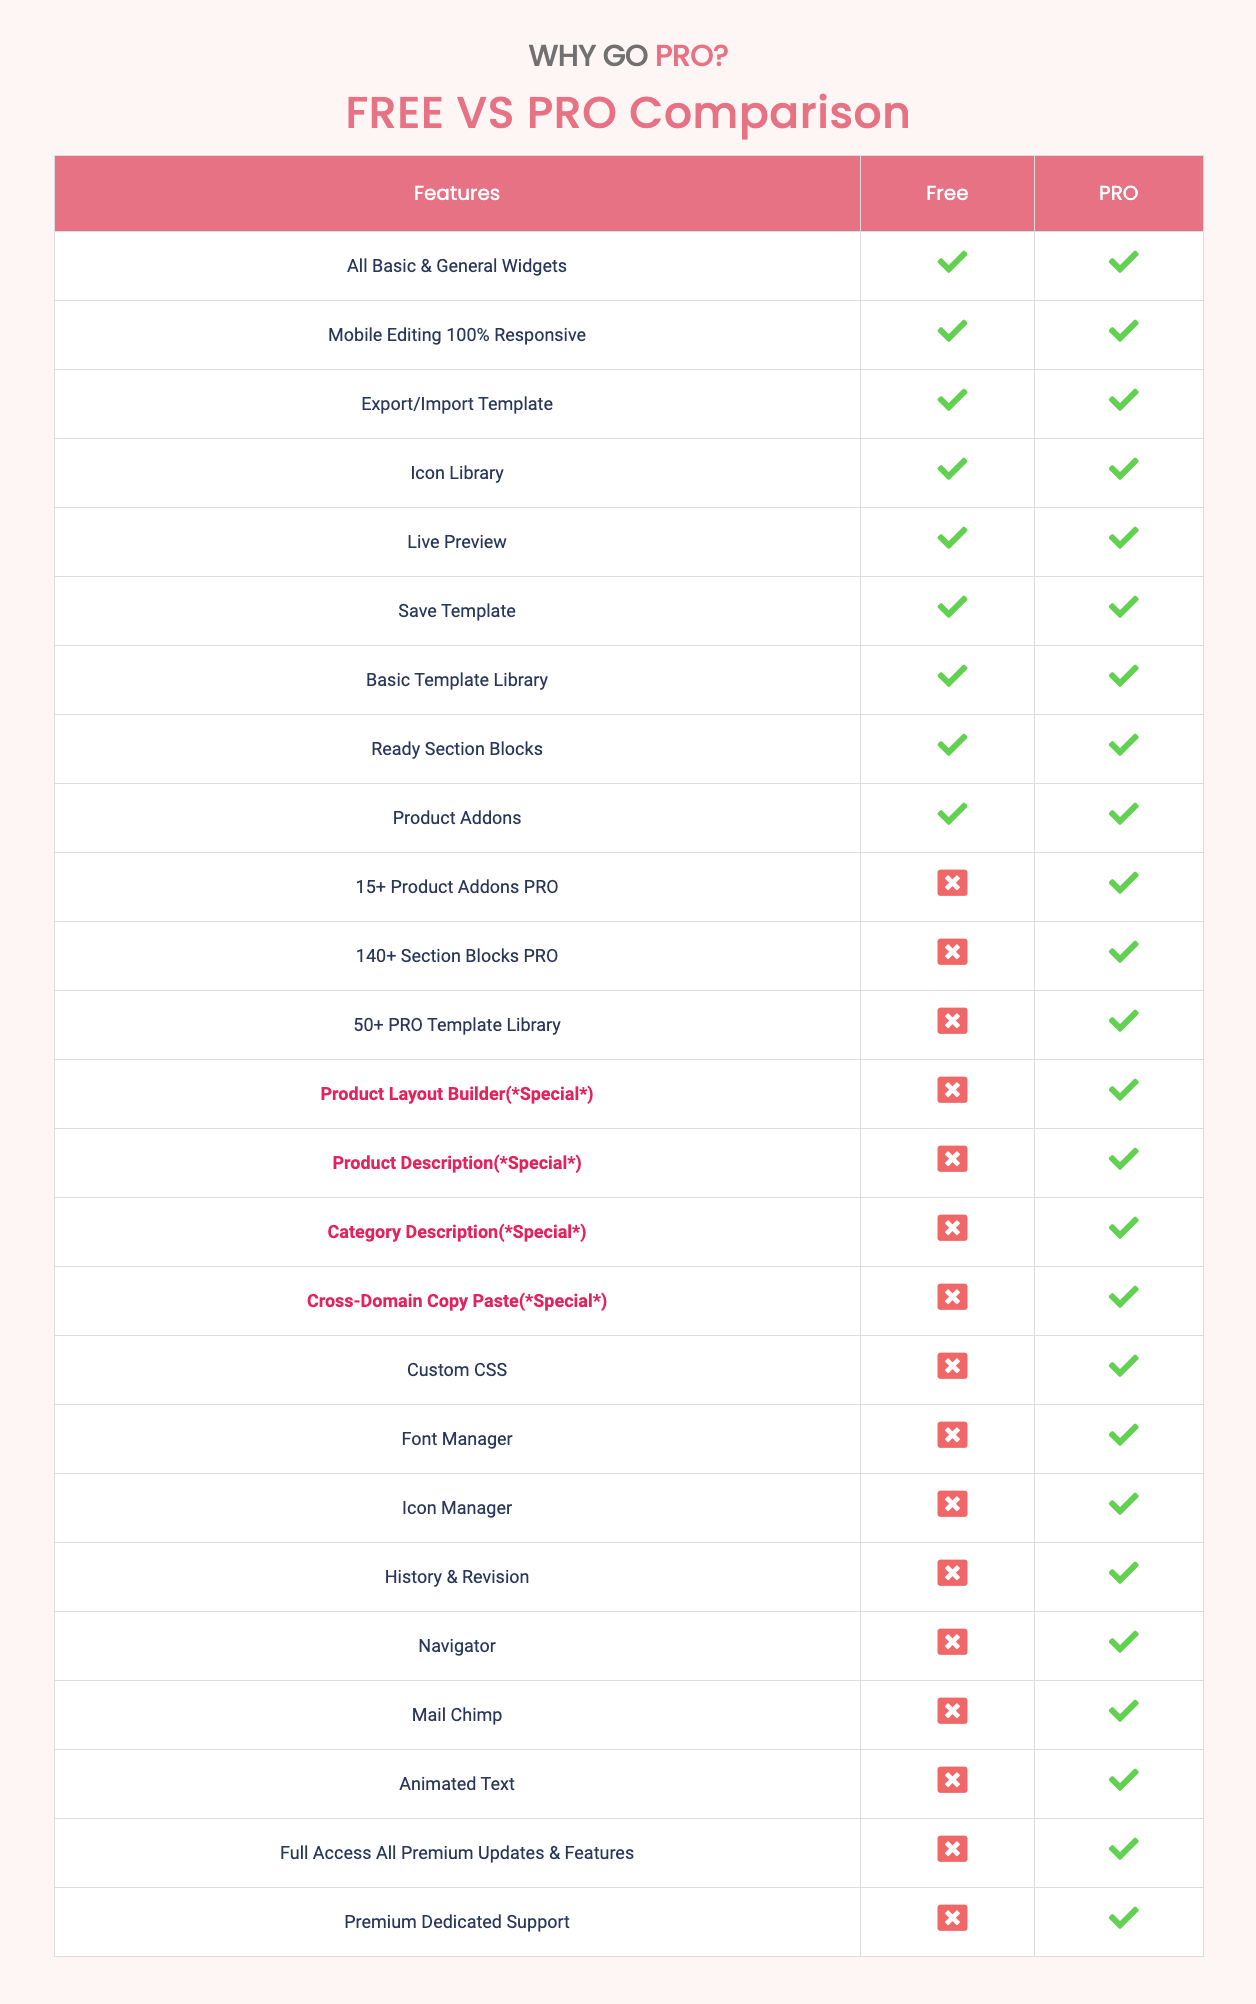 WHY GO PRO?
FREE VS PRO Comparison
Features Free PRO
All Basic & General Widgets
Mobile Editing 100% Responsive
Export/Import Template
Icon Library
Live Preview
Save Template
Basic Template Library
Ready Section Blocks
Product Addons
15+ Product Addons PRO
140+ Section Blocks PRO
50+ PRO Template Library
Product Layout Builder(*Special*)
Product Description(*Special*)
Category Description(*Special*)
Cross-Domain Copy Paste(*Special*)
Custom CSS
Font Manager
Icon Manager
History & Revision
Navigator
Mail Chimp
Animated Text
Full Access All Premium Updates & Features
Premium Dedicated Support